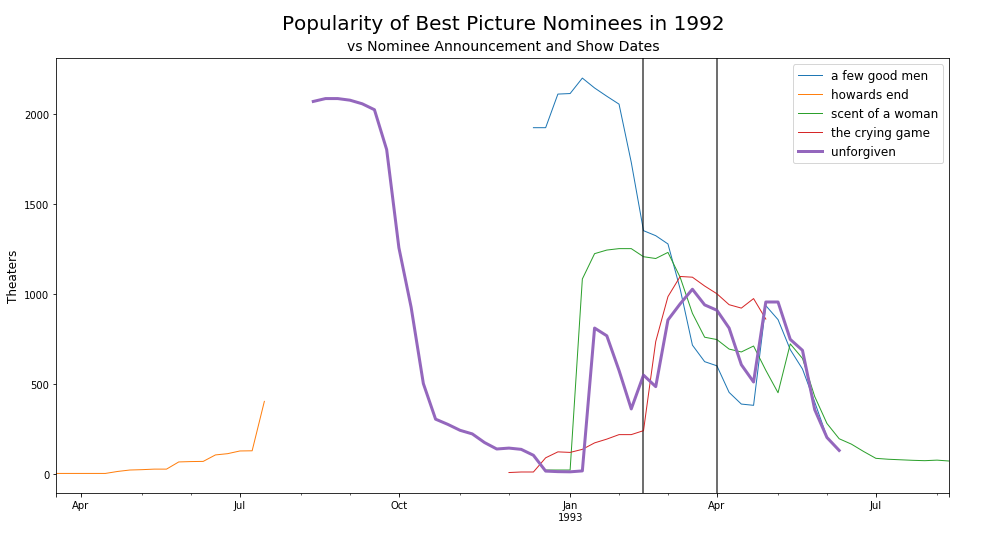 Popularity of Best Picture Nominees in 1992
vs Nominee Announcement and Show Dates
a few good men
howards end
scent of a woman
the crying game
unforgiven
Theaters
2000
1500
1000
500
0
Apr
Jul
Oct
Jan
1993
Apr
Jul